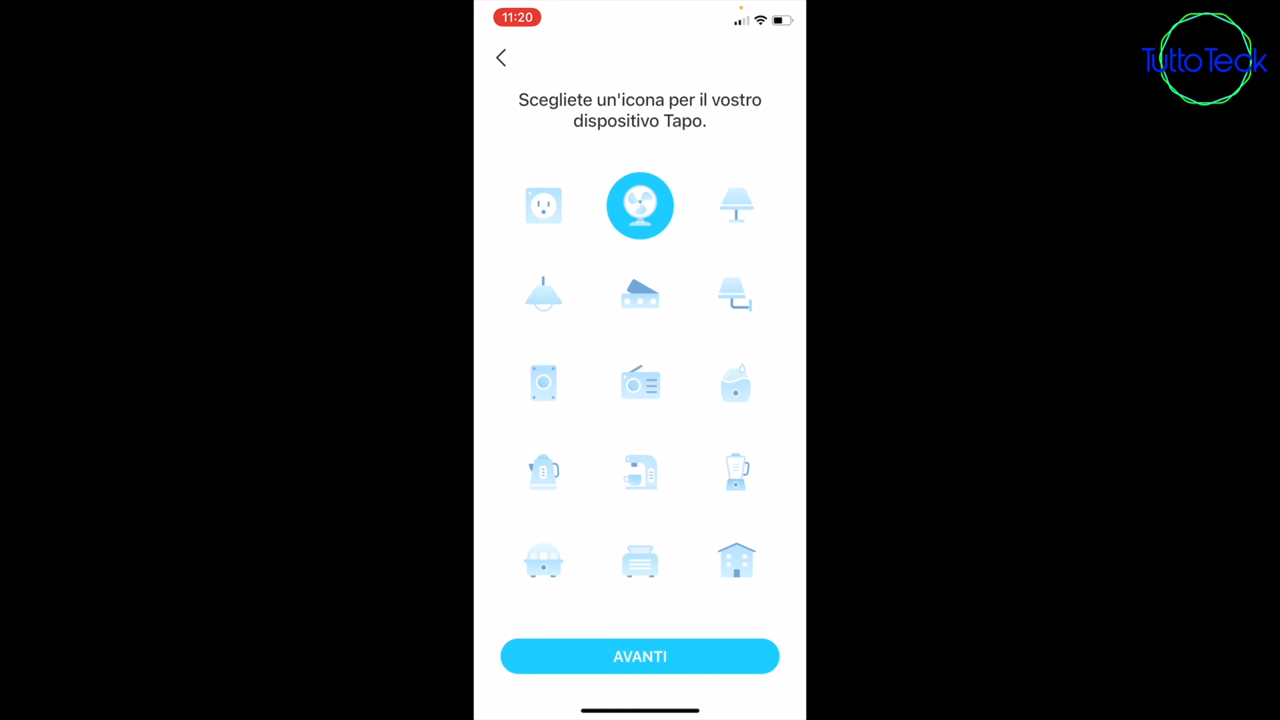 11:20
TuttoTeck
Scegliete un'icona per il vostro
dispositivo Tapo.
AVANTI